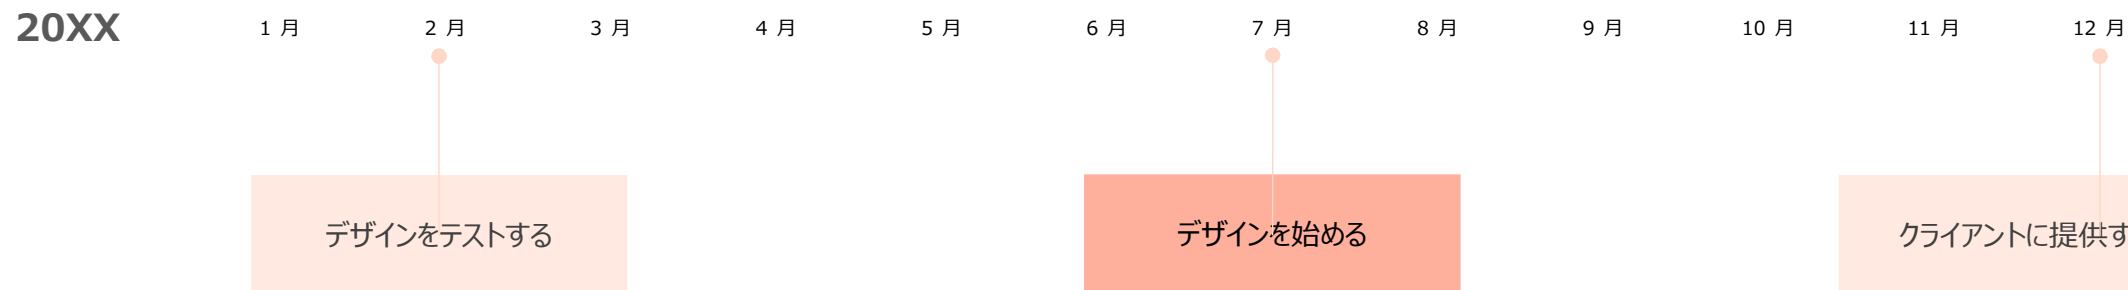 20XX 1 月 2 月 3 月 4 月 5 月 6 月 7 月 8 月 9 月 10 月 11 月 12 月
デザインをテストする デザインを始める クライアントに提供す